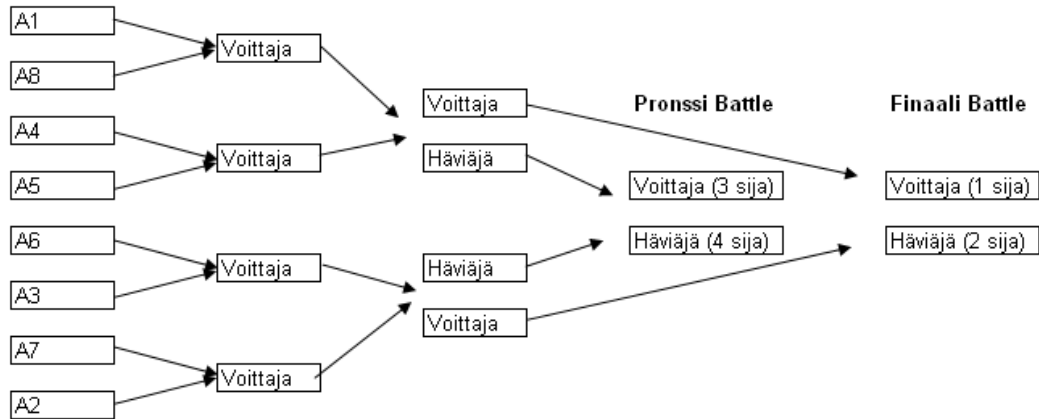 A1
A8
A4
A5
A6
A3
A7
A2
Voittaja
Voittaja
Voittaja
Voittaja
Voittaja
Häviäjä
Häviäjä
Voittaja
Pronssi Battle
Voittaja (3 sija)
Häviäjä (4 sija)
Finaali Battle
Voittaja (1 sija)
Häviäjä (2 sija)